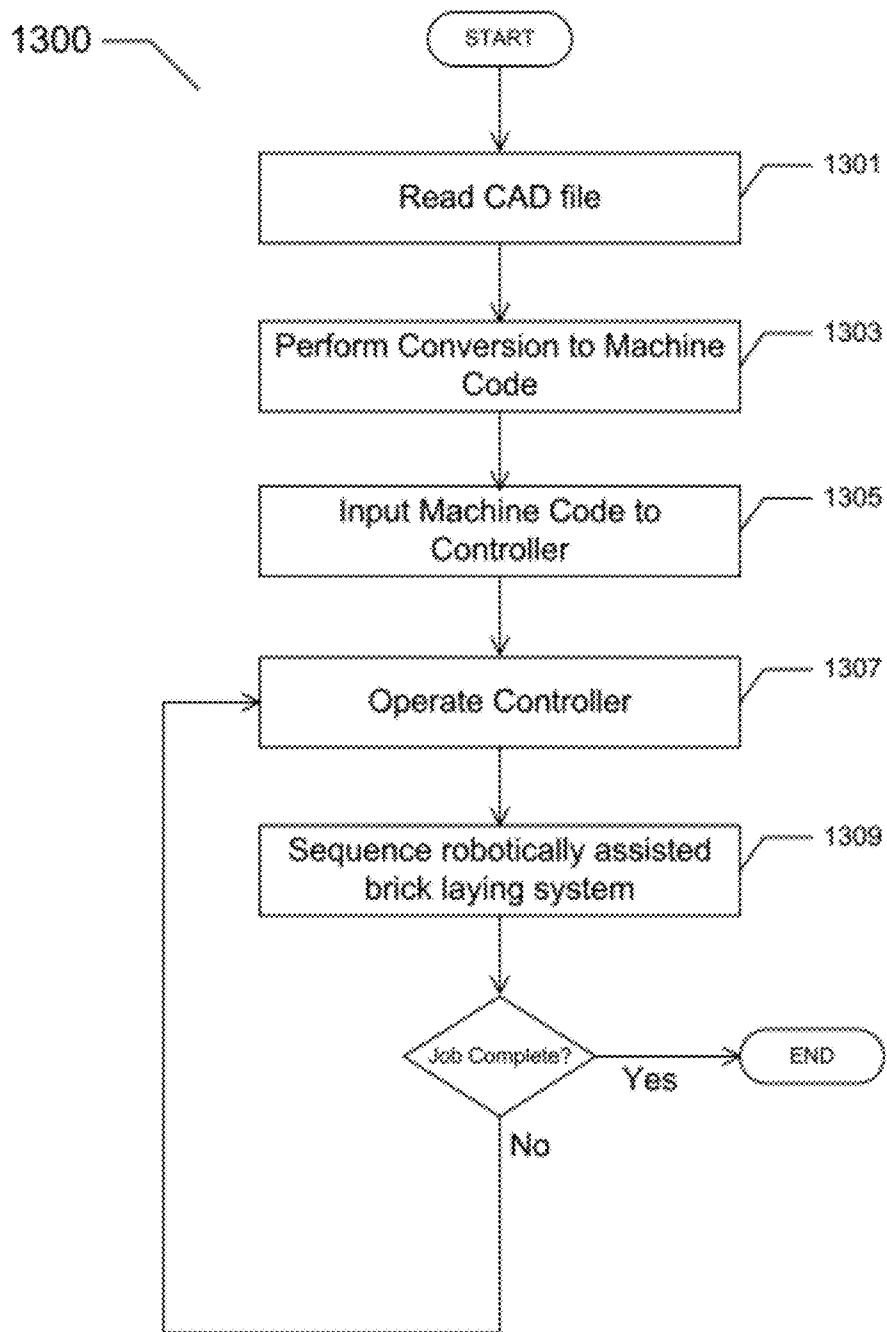 1300
START
Read CAD file
1301
Perform Conversion to Machine
Code
1303
Input Machine Code to
Controller
1305
Operate Controller
1307
Sequence robotically assisted
brick laying system
1309
Job Complete?
Yes
END
No